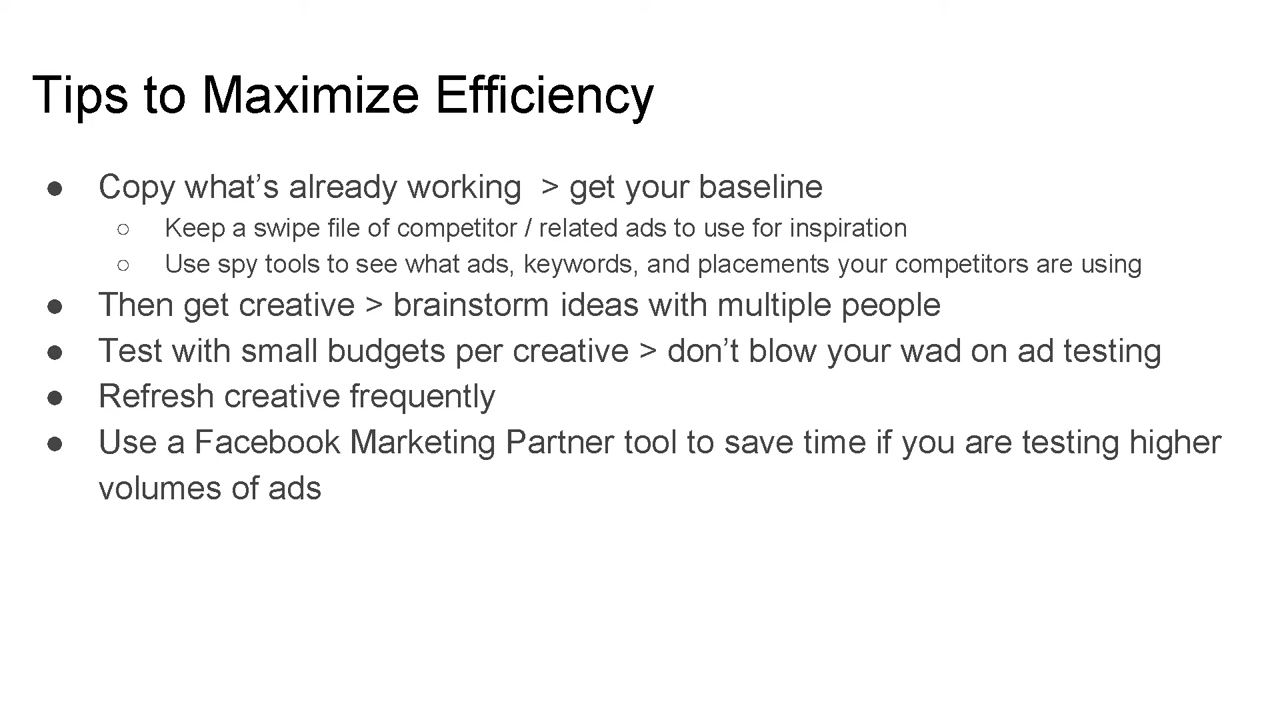 Tips to Maximize Efficiency
● Copy what’s already working  > get your baseline
○ Keep a swipe file of competitor / related ads to use for inspiration
○ Use spy tools to see what ads, keywords, and placements your competitors are using
● Then get creative > brainstorm ideas with multiple people
● Test with small budgets per creative > don’t blow your wad on ad testing
● Refresh creative frequently
● Use a Facebook Marketing Partner tool to save time if you are testing higher
volumes of ads